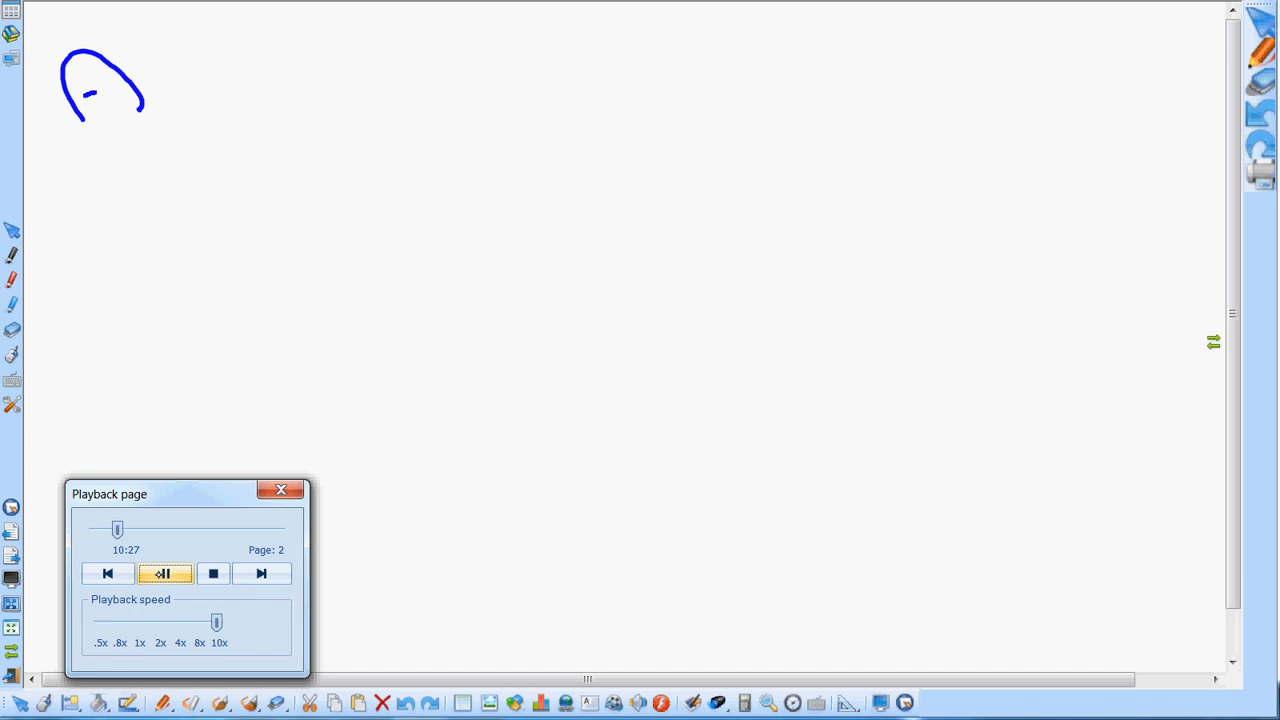 A
Playback page
10:27 Page: 2
Playback speed
.5x .8x 1x 2x 4x 8x 10x